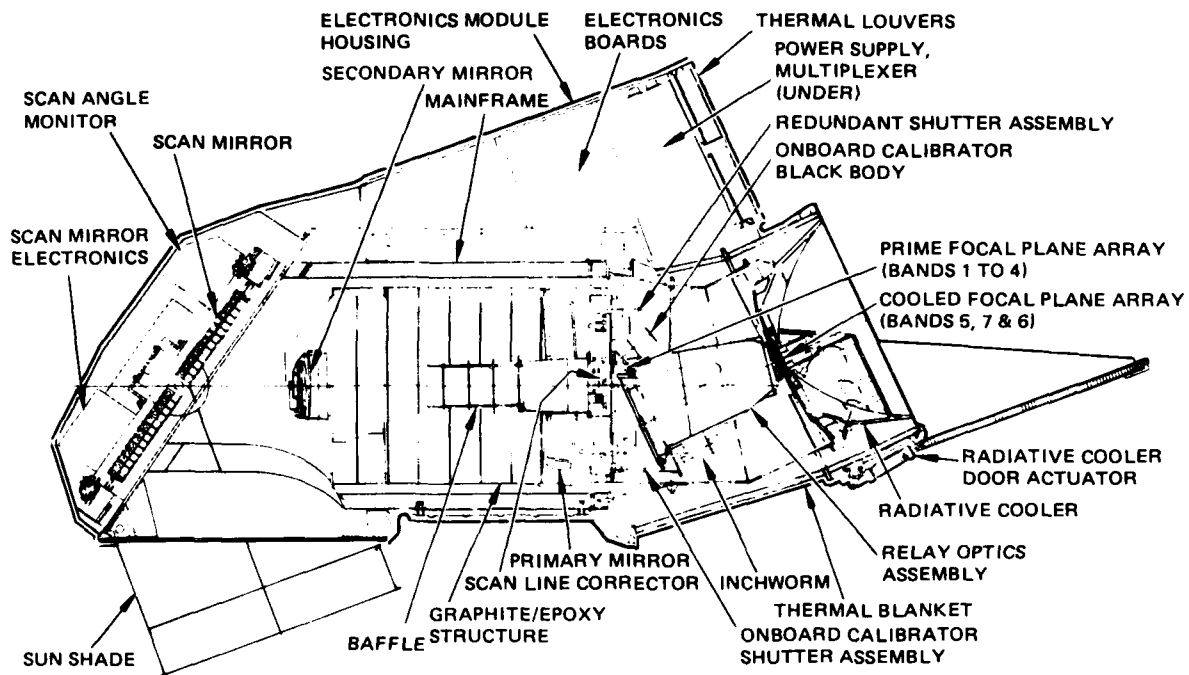 ELECTRONICS MODULE
HOUSING
ELECTRONICS
BOARDS
THERMAL LOUVERS
POWER SUPPLY,
MULTIPLEXER
(UNDER)
SECONDARY MIRROR
MAINFRAME
SCAN ANGLE
MONITOR
SCAN MIRROR
REDUNDANT SHUTTER ASSEMBLY
ONBOARD CALIBRATOR
BLACK BODY
SCAN MIRROR
ELECTRONICS
PRIME FOCAL PLANE ARRAY
(BANDS 1 TO 4)
COOLED FOCAL PLANE ARRAY
(BANDS 5, 7 & 6)
RADIATIVE COOLER
DOOR ACTUATOR
RADIATIVE COOLER
RELAY OPTICS
ASSEMBLY
PRIMARY MIRROR
SCAN LINE CORRECTOR
INCHWORM
THERMAL BLANKET
GRAPHITE/EPOXY
STRUCTURE
BAFFLE
ONBOARD CALIBRATOR
SHUTTER ASSEMBLY
SUN SHADE